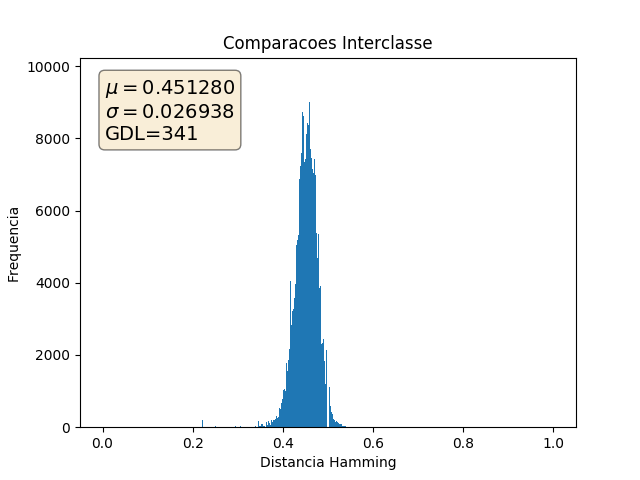 Comparacoes Interclasse
μ = 0.451280
σ = 0.026938
GDL=341
10000
8000
6000
4000
2000
0
Frequencia
0.0 0.2 0.4 0.6 0.8 1.0
Distancia Hamming